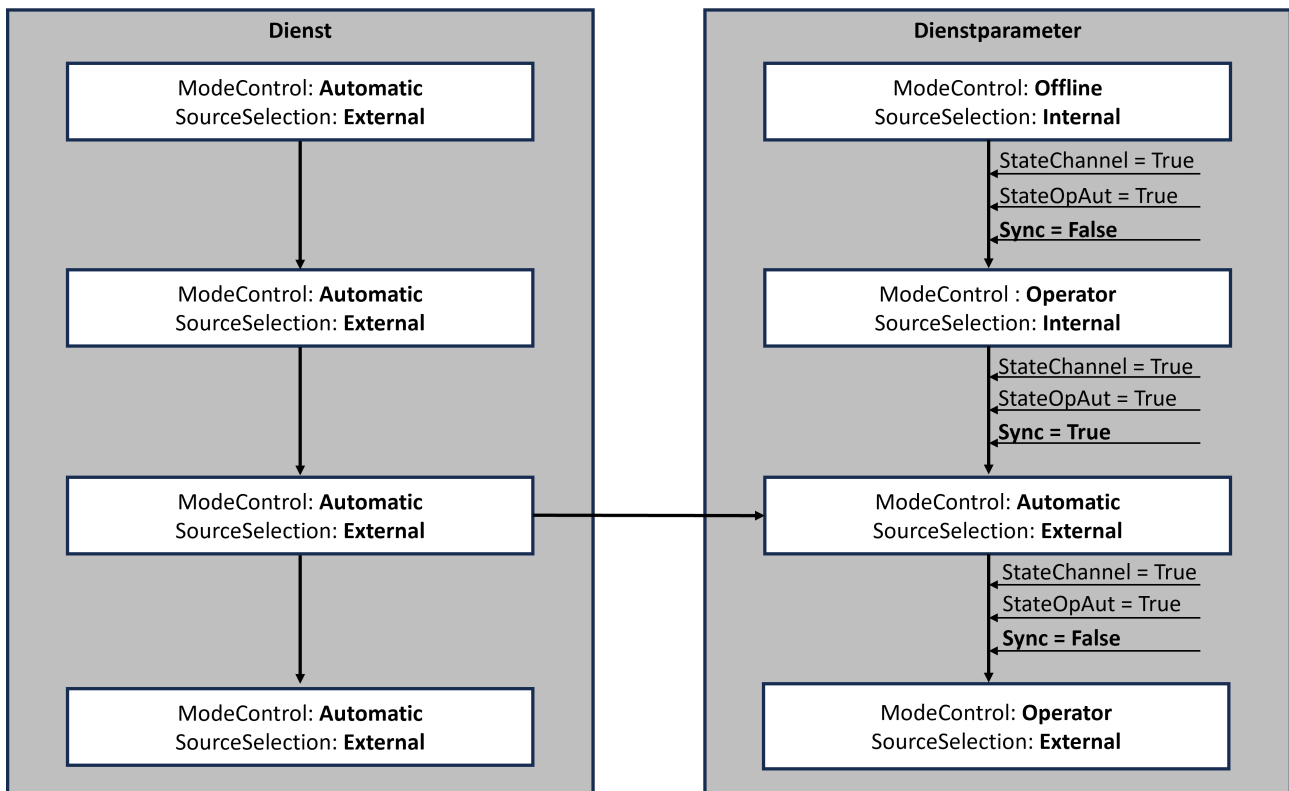 Dienst
ModeControl: Automatic
SourceSelection: External
ModeControl: Automatic
SourceSelection: External
ModeControl: Automatic
SourceSelection: External
ModeControl: Automatic
SourceSelection: External
Dienstparameter
ModeControl: Offline
SourceSelection: Internal
StateChannel = True
StateOpAut = True
Sync = False
ModeControl : Operator
SourceSelection: Internal
StateChannel = True
StateOpAut = True
Sync = True
ModeControl: Automatic
SourceSelection: External
StateChannel = True
StateOpAut = True
Sync = False
ModeControl: Operator
SourceSelection: External